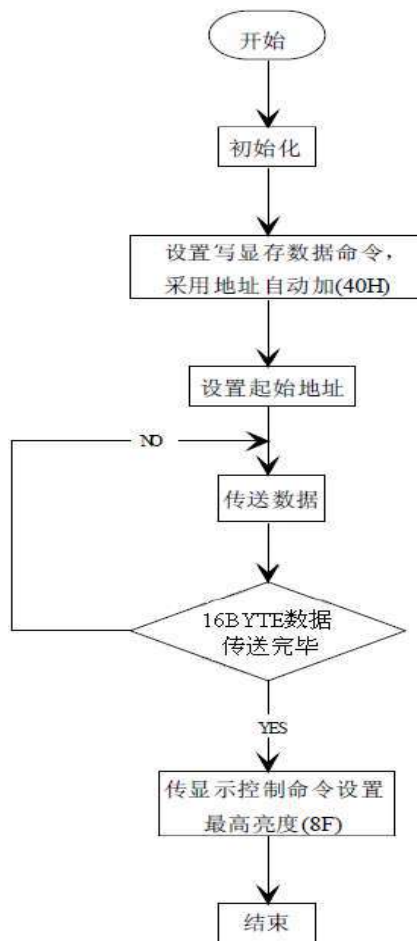 开始
初始化
设置写显存数据命令，
采用地址自动加(40H)
设置起始地址
NO
传送数据
16BYTE数据
传送完毕
YES
传显示控制命令设置
最高亮度(8F)
结束